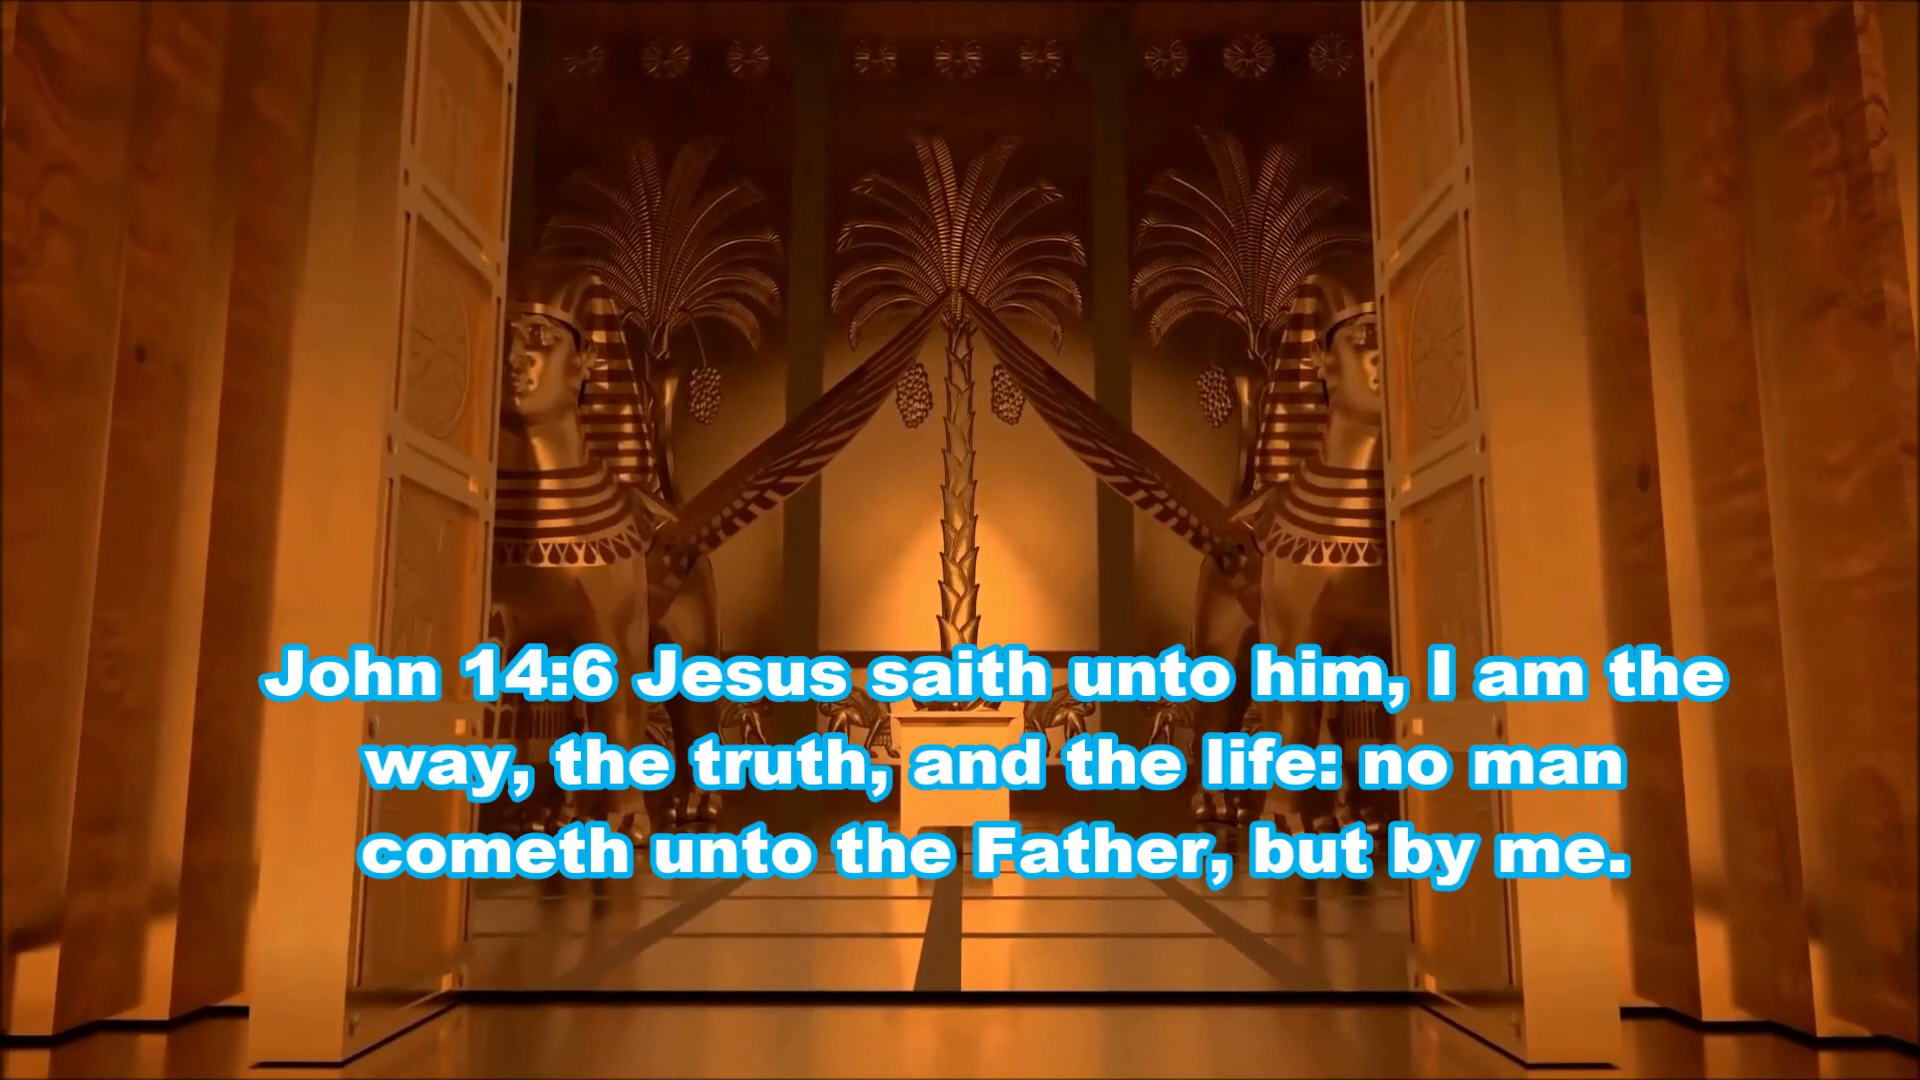 John 14:6 Jesus saith unto him, I am the
way, the truth, and the life: no man
cometh unto the Father, but by me.